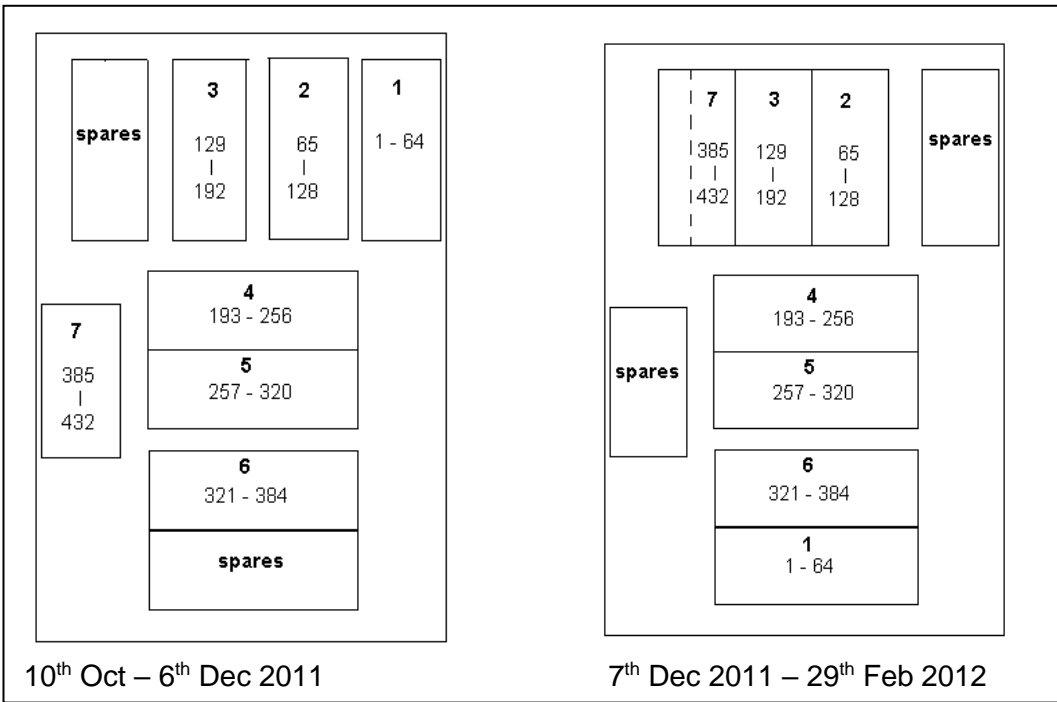 spares
3
129
|
192
2
65
|
128
1
1 - 64
4
193 - 256
5
257 - 320
7
385
|
432
6
321 - 384
spares
10th Oct – 6th Dec 2011
7
385
|
432
3
129
|
192
2
65
|
128
spares
4
193 - 256
5
257 - 320
spares
6
321 - 384
1
1 - 64
7th Dec 2011 – 29th Feb 2012